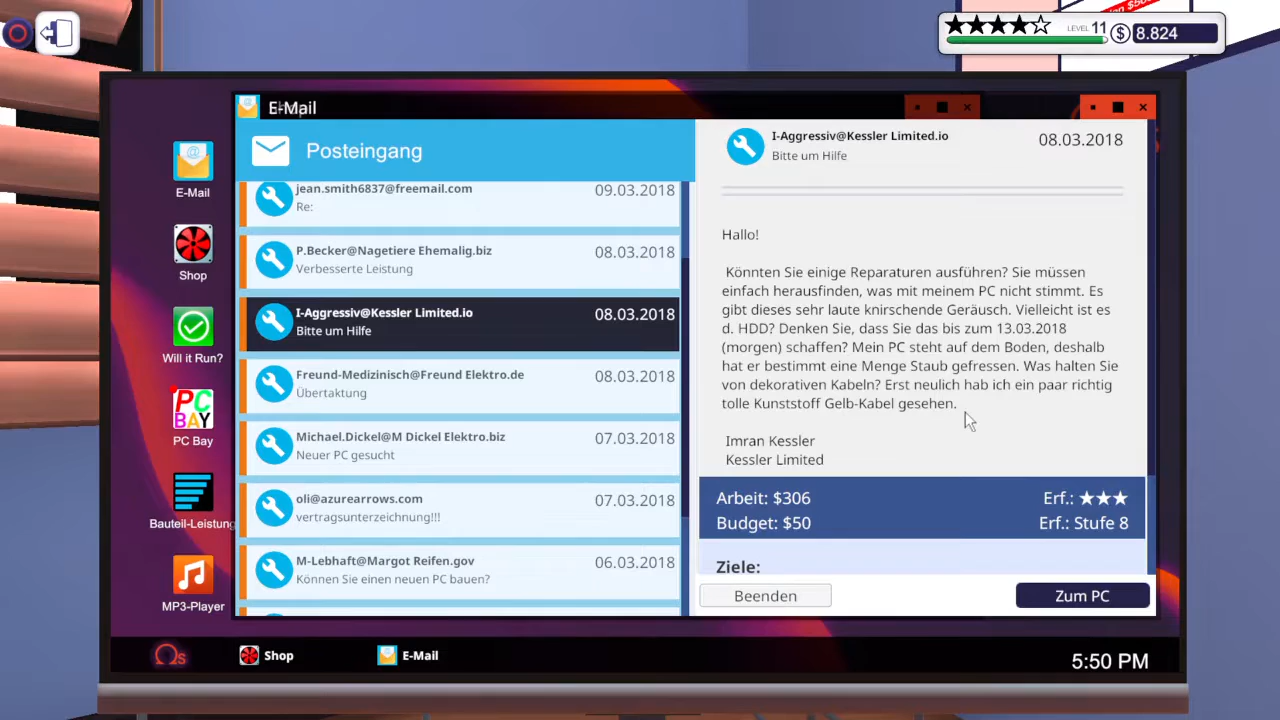 LEVEL 11
$ 8.824
E-Mail
Posteingang
jean.smith6837@freemail.com
09.03.2018
Re:
P.Becker@Nagetiere Ehemalig.biz
08.03.2018
Verbesserte Leistung
I-Aggressiv@Kessler Limited.io
08.03.2018
Bitte um Hilfe
Freund-Medizinisch@Freund Elektro.de
08.03.2018
Übertaktung
Michael.Dickel@M Dickel Elektro.biz
07.03.2018
Neuer PC gesucht
oli@azurearrows.com
07.03.2018
vertragsunterzeichnung!!!
M-Lebhaft@Margot Reifen.gov
06.03.2018
Können Sie einen neuen PC bauen?
I-Aggressiv@Kessler Limited.io
08.03.2018
Bitte um Hilfe
Hallo!
Könnten Sie einige Reparaturen ausführen? Sie müssen
einfach herausfinden, was mit meinem PC nicht stimmt. Es
gibt dieses sehr laute knirschende Geräusch. Vielleicht ist es
d. HDD? Denken Sie, dass Sie das bis zum 13.03.2018
(morgen) schaffen? Mein PC steht auf dem Boden, deshalb
hat er bestimmt eine Menge Staub gefressen. Was halten Sie
von dekorativen Kabeln? Erst neulich hab ich ein paar richtig
tolle Kunststoff Gelb-Kabel gesehen.
Imran Kessler
Kessler Limited
Arbeit: $306
Erf.: ★★★
Budget: $50
Erf.: Stufe 8
Ziele:
Beenden
Zum PC
E-Mail
Shop
Will it Run?
PC
BAY
PC Bay
Bauteil-Leistung
MP3-Player
Ωs
Shop
E-Mail
5:50 PM